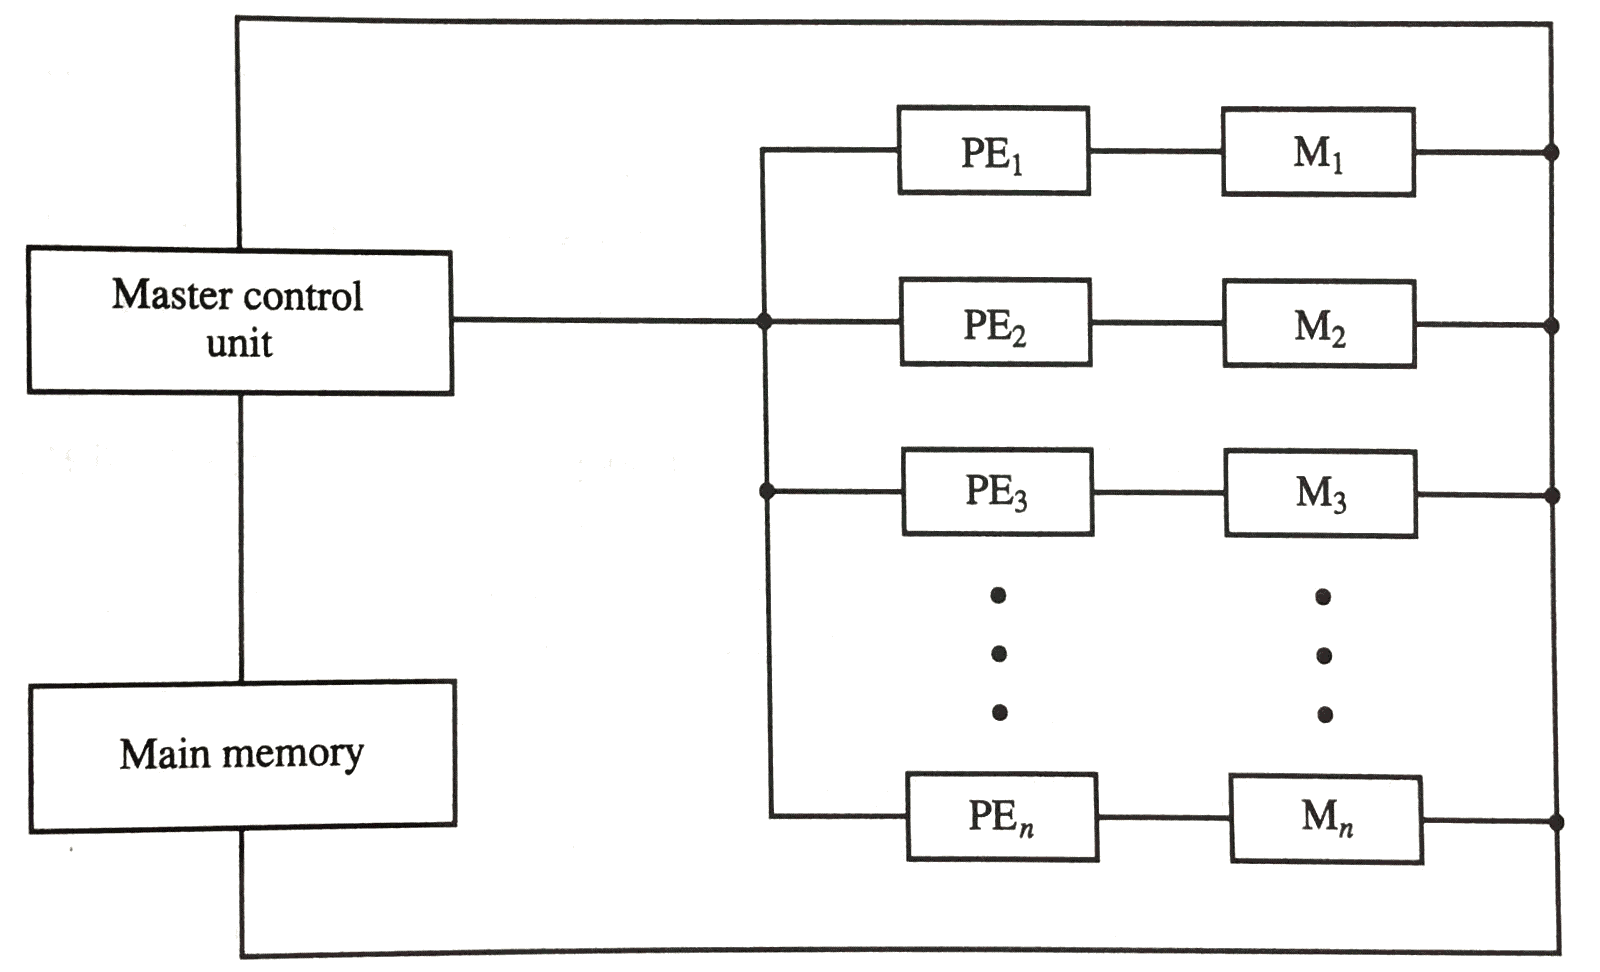 PE₁
M₁
Master control
unit
PE₂
M₂
PE₃
M₃
Main memory
PEₙ
Mₙ